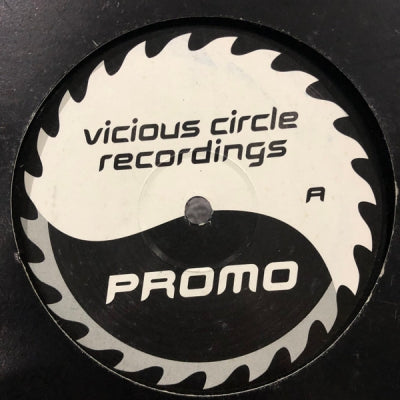 vicious circle
recordings
A
PROMO